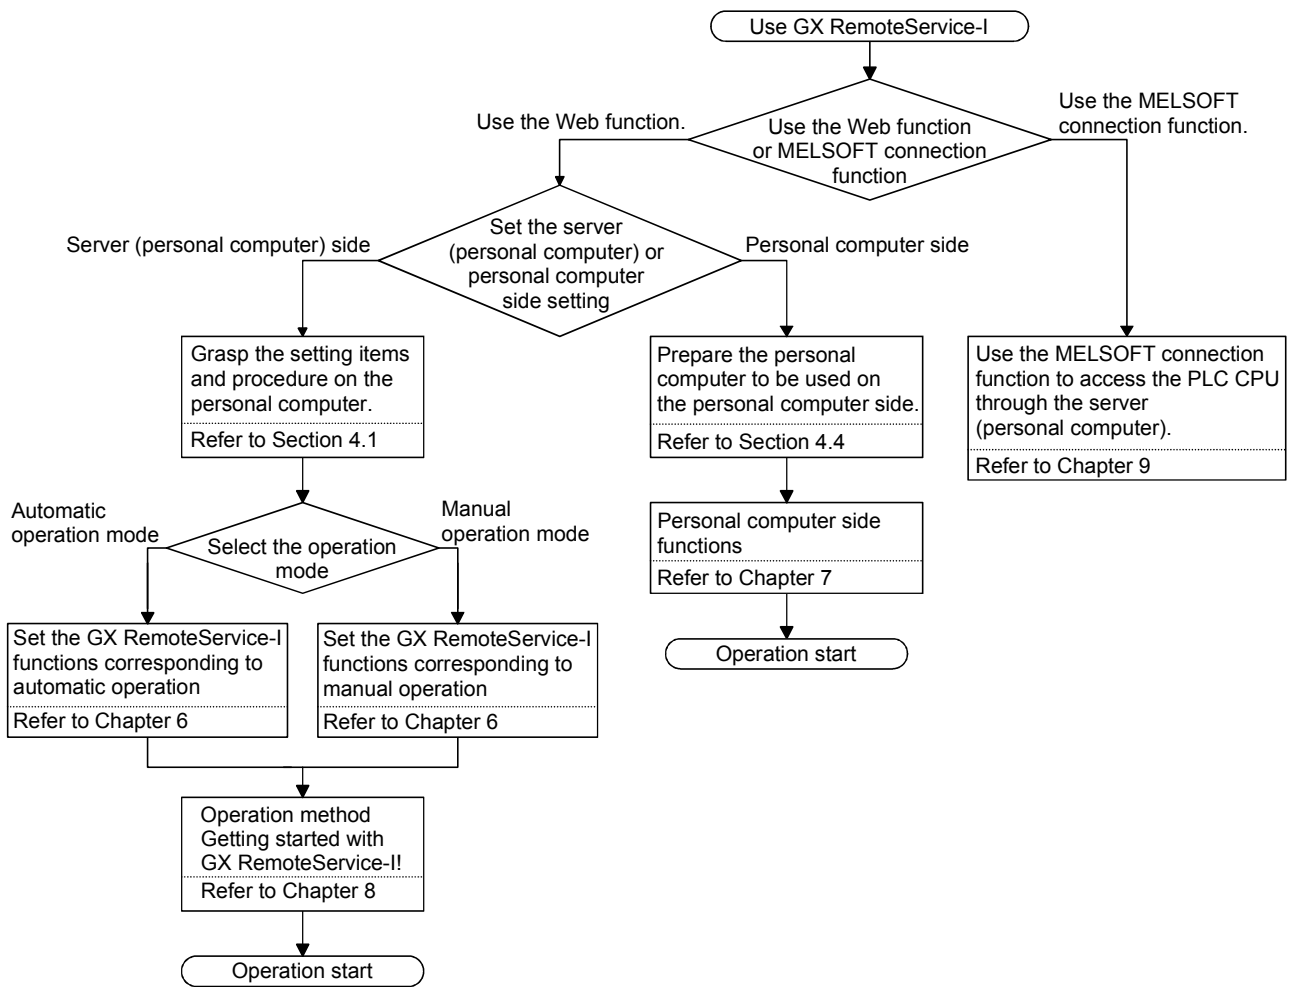 Use GX RemoteService-I
Use the Web function.
Use the Web function
or MELSOFT connection
function
Use the MELSOFT
connection function.
Server (personal computer) side
Set the server
(personal computer) or
personal computer
side setting
Personal computer side
Grasp the setting items
and procedure on the
personal computer.
Refer to Section 4.1
Prepare the personal
computer to be used on
the personal computer side.
Refer to Section 4.4
Use the MELSOFT connection
function to access the PLC CPU
through the server
(personal computer).
Refer to Chapter 9
Automatic
operation mode
Select the operation
mode
Manual
operation mode
Personal computer side
functions
Refer to Chapter 7
Set the GX RemoteService-I
functions corresponding to
automatic operation
Refer to Chapter 6
Set the GX RemoteService-I
functions corresponding to
manual operation
Refer to Chapter 6
Operation start
Operation method
Getting started with
GX RemoteService-I!
Refer to Chapter 8
Operation start